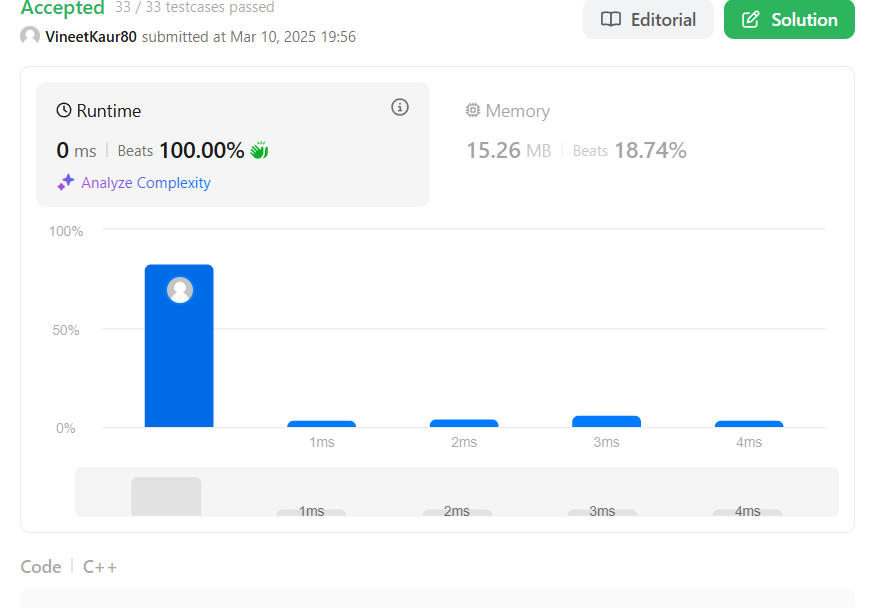 Accepted 33 / 33 testcases passed
Editorial
Solution
VineetKaur80 submitted at Mar 10, 2025 19:56
Runtime
0 ms | Beats 100.00%
Analyze Complexity
Memory
15.26 MB | Beats 18.74%
100%
50%
0%
1ms 2ms 3ms 4ms
1ms 2ms 3ms 4ms
Code | C++